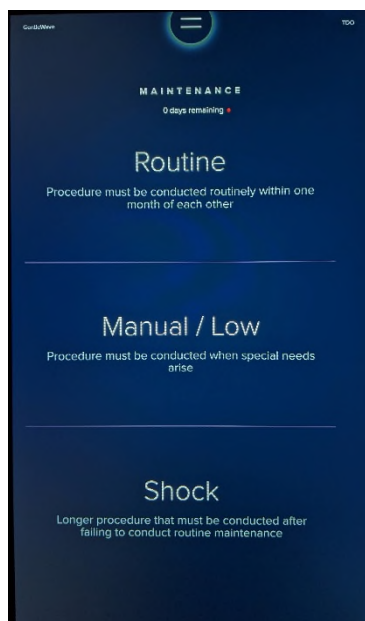 GentleWave
TDO
MAINTENANCE
0 days remaining
Routine
Procedure must be conducted routinely within one
month of each other
Manual / Low
Procedure must be conducted when special needs
arise
Shock
Longer procedure that must be conducted after
failing to conduct routine maintenance